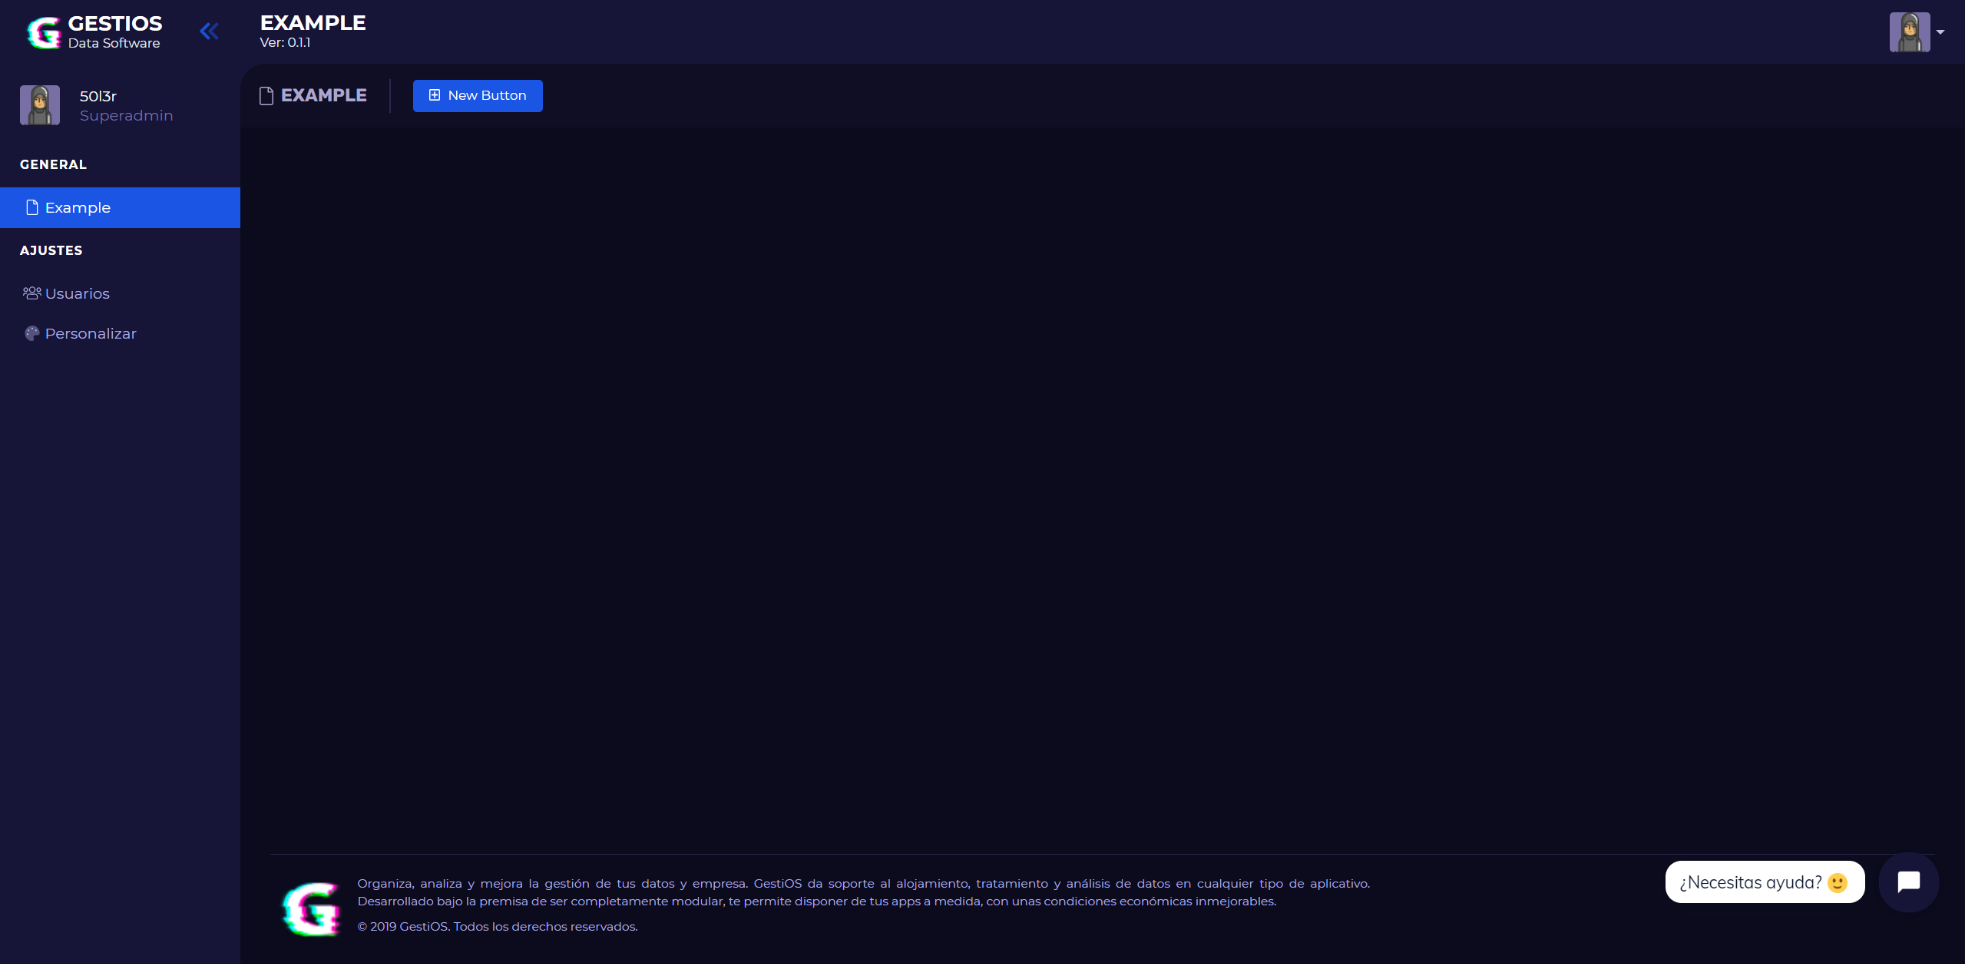 GESTIOS
Data Software
EXAMPLE
Ver: 0.1.1
50l3r
Superadmin
GENERAL
Example
AJUSTES
Usuarios
Personalizar
EXAMPLE
New Button
Organiza, analiza y mejora la gestión de tus datos y empresa. GestiOS da soporte al alojamiento, tratamiento y análisis de datos en cualquier tipo de aplicativo.
Desarrollado bajo la premisa de ser completamente modular, te permite disponer de tus apps a medida, con unas condiciones económicas inmejorables.
© 2019 GestiOS. Todos los derechos reservados.
¿Necesitas ayuda? 🙂